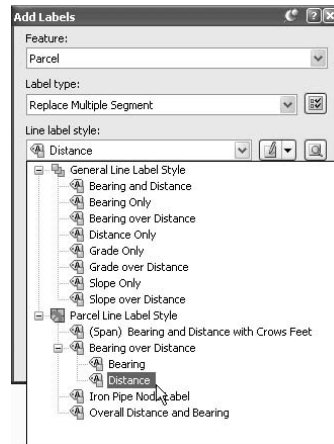 Add Labels
Feature:
Parcel
Label type:
Replace Multiple Segment
Line label style:
Distance
General Line Label Style
Bearing and Distance
Bearing Only
Bearing over Distance
Distance Only
Grade Only
Grade over Distance
Slope Only
Slope over Distance
Parcel Line Label Style
(Span) Bearing and Distance with Crows Feet
Bearing over Distance
Bearing
Distance
Iron Pipe Node Label
Overall Distance and Bearing